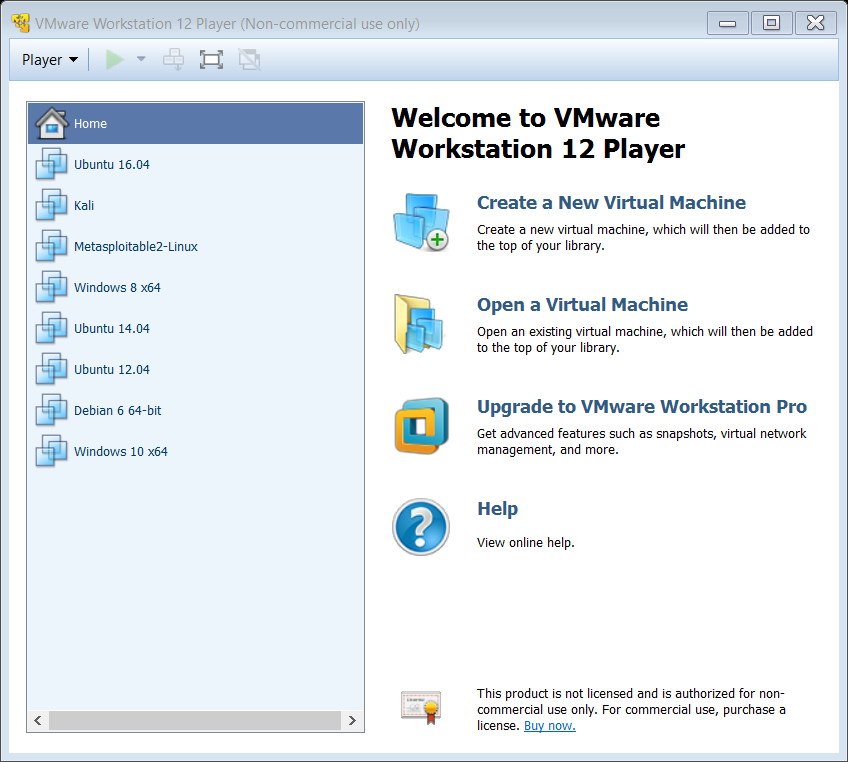 VMware Workstation 12 Player (Non-commercial use only)
Player
Home
Ubuntu 16.04
Kali
Metasploitable2-Linux
Windows 8 x64
Ubuntu 14.04
Ubuntu 12.04
Debian 6 64-bit
Windows 10 x64
Welcome to VMware
Workstation 12 Player
Create a New Virtual Machine
Create a new virtual machine, which will then be added to
the top of your library.
Open a Virtual Machine
Open an existing virtual machine, which will then be added
to the top of your library.
Upgrade to VMware Workstation Pro
Get advanced features such as snapshots, virtual network
management, and more.
Help
View online help.
This product is not licensed and is authorized for non-
commercial use only. For commercial use, purchase a
license. Buy now.